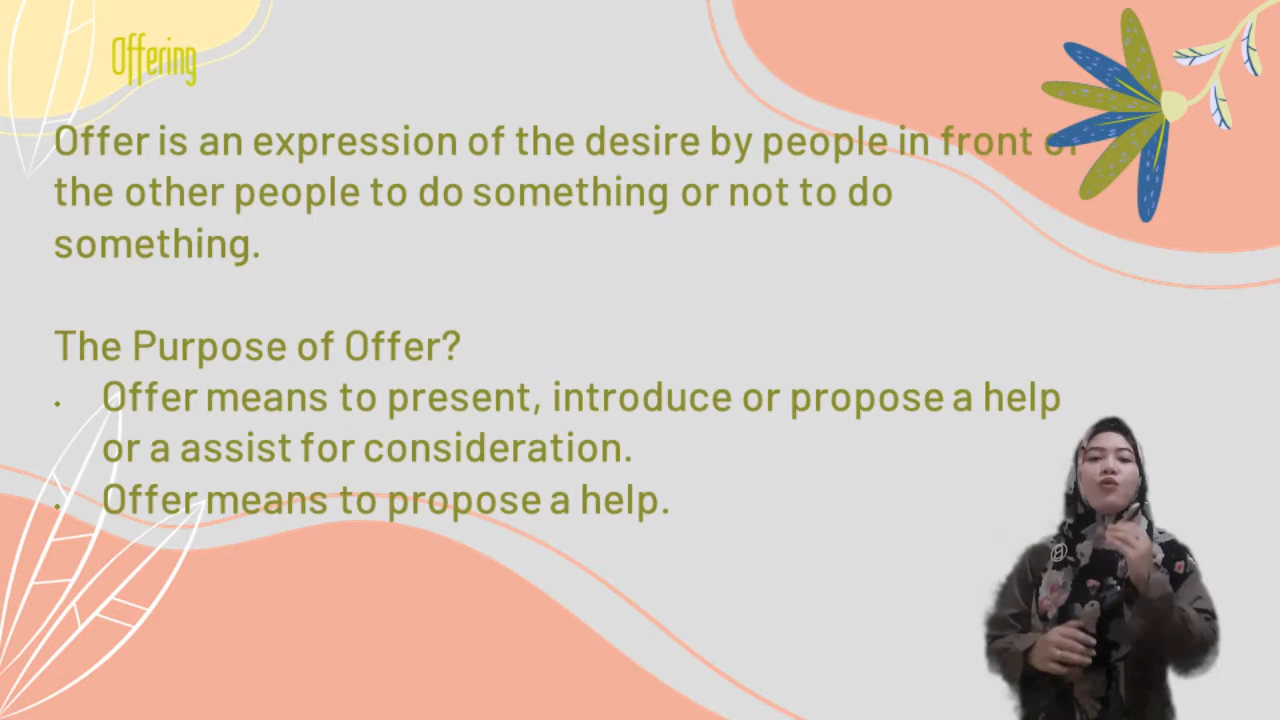 Offering
Offer is an expression of the desire by people in front of
the other people to do something or not to do
something.
The Purpose of Offer?
• Offer means to present, introduce or propose a help
or a assist for consideration.
• Offer means to propose a help.